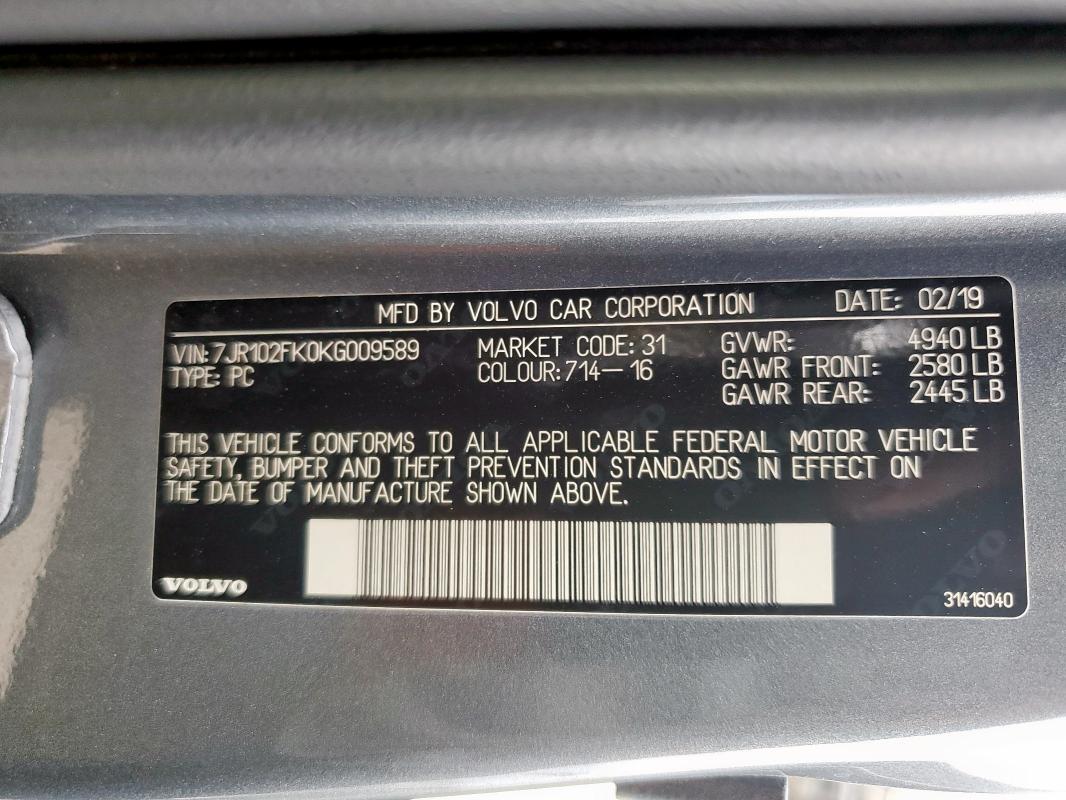 MFD BY VOLVO CAR CORPORATION DATE: 02/19
VIN: 7JR102FK0KG009589 MARKET CODE: 31 GVWR: 4940 LB
TYPE: PC COLOUR: 714-16 GAWR FRONT: 2580 LB
GAWR REAR: 2445 LB
THIS VEHICLE CONFORMS TO ALL APPLICABLE FEDERAL MOTOR VEHICLE
SAFETY, BUMPER AND THEFT PREVENTION STANDARDS IN EFFECT ON
THE DATE OF MANUFACTURE SHOWN ABOVE.
VOLVO
31416040